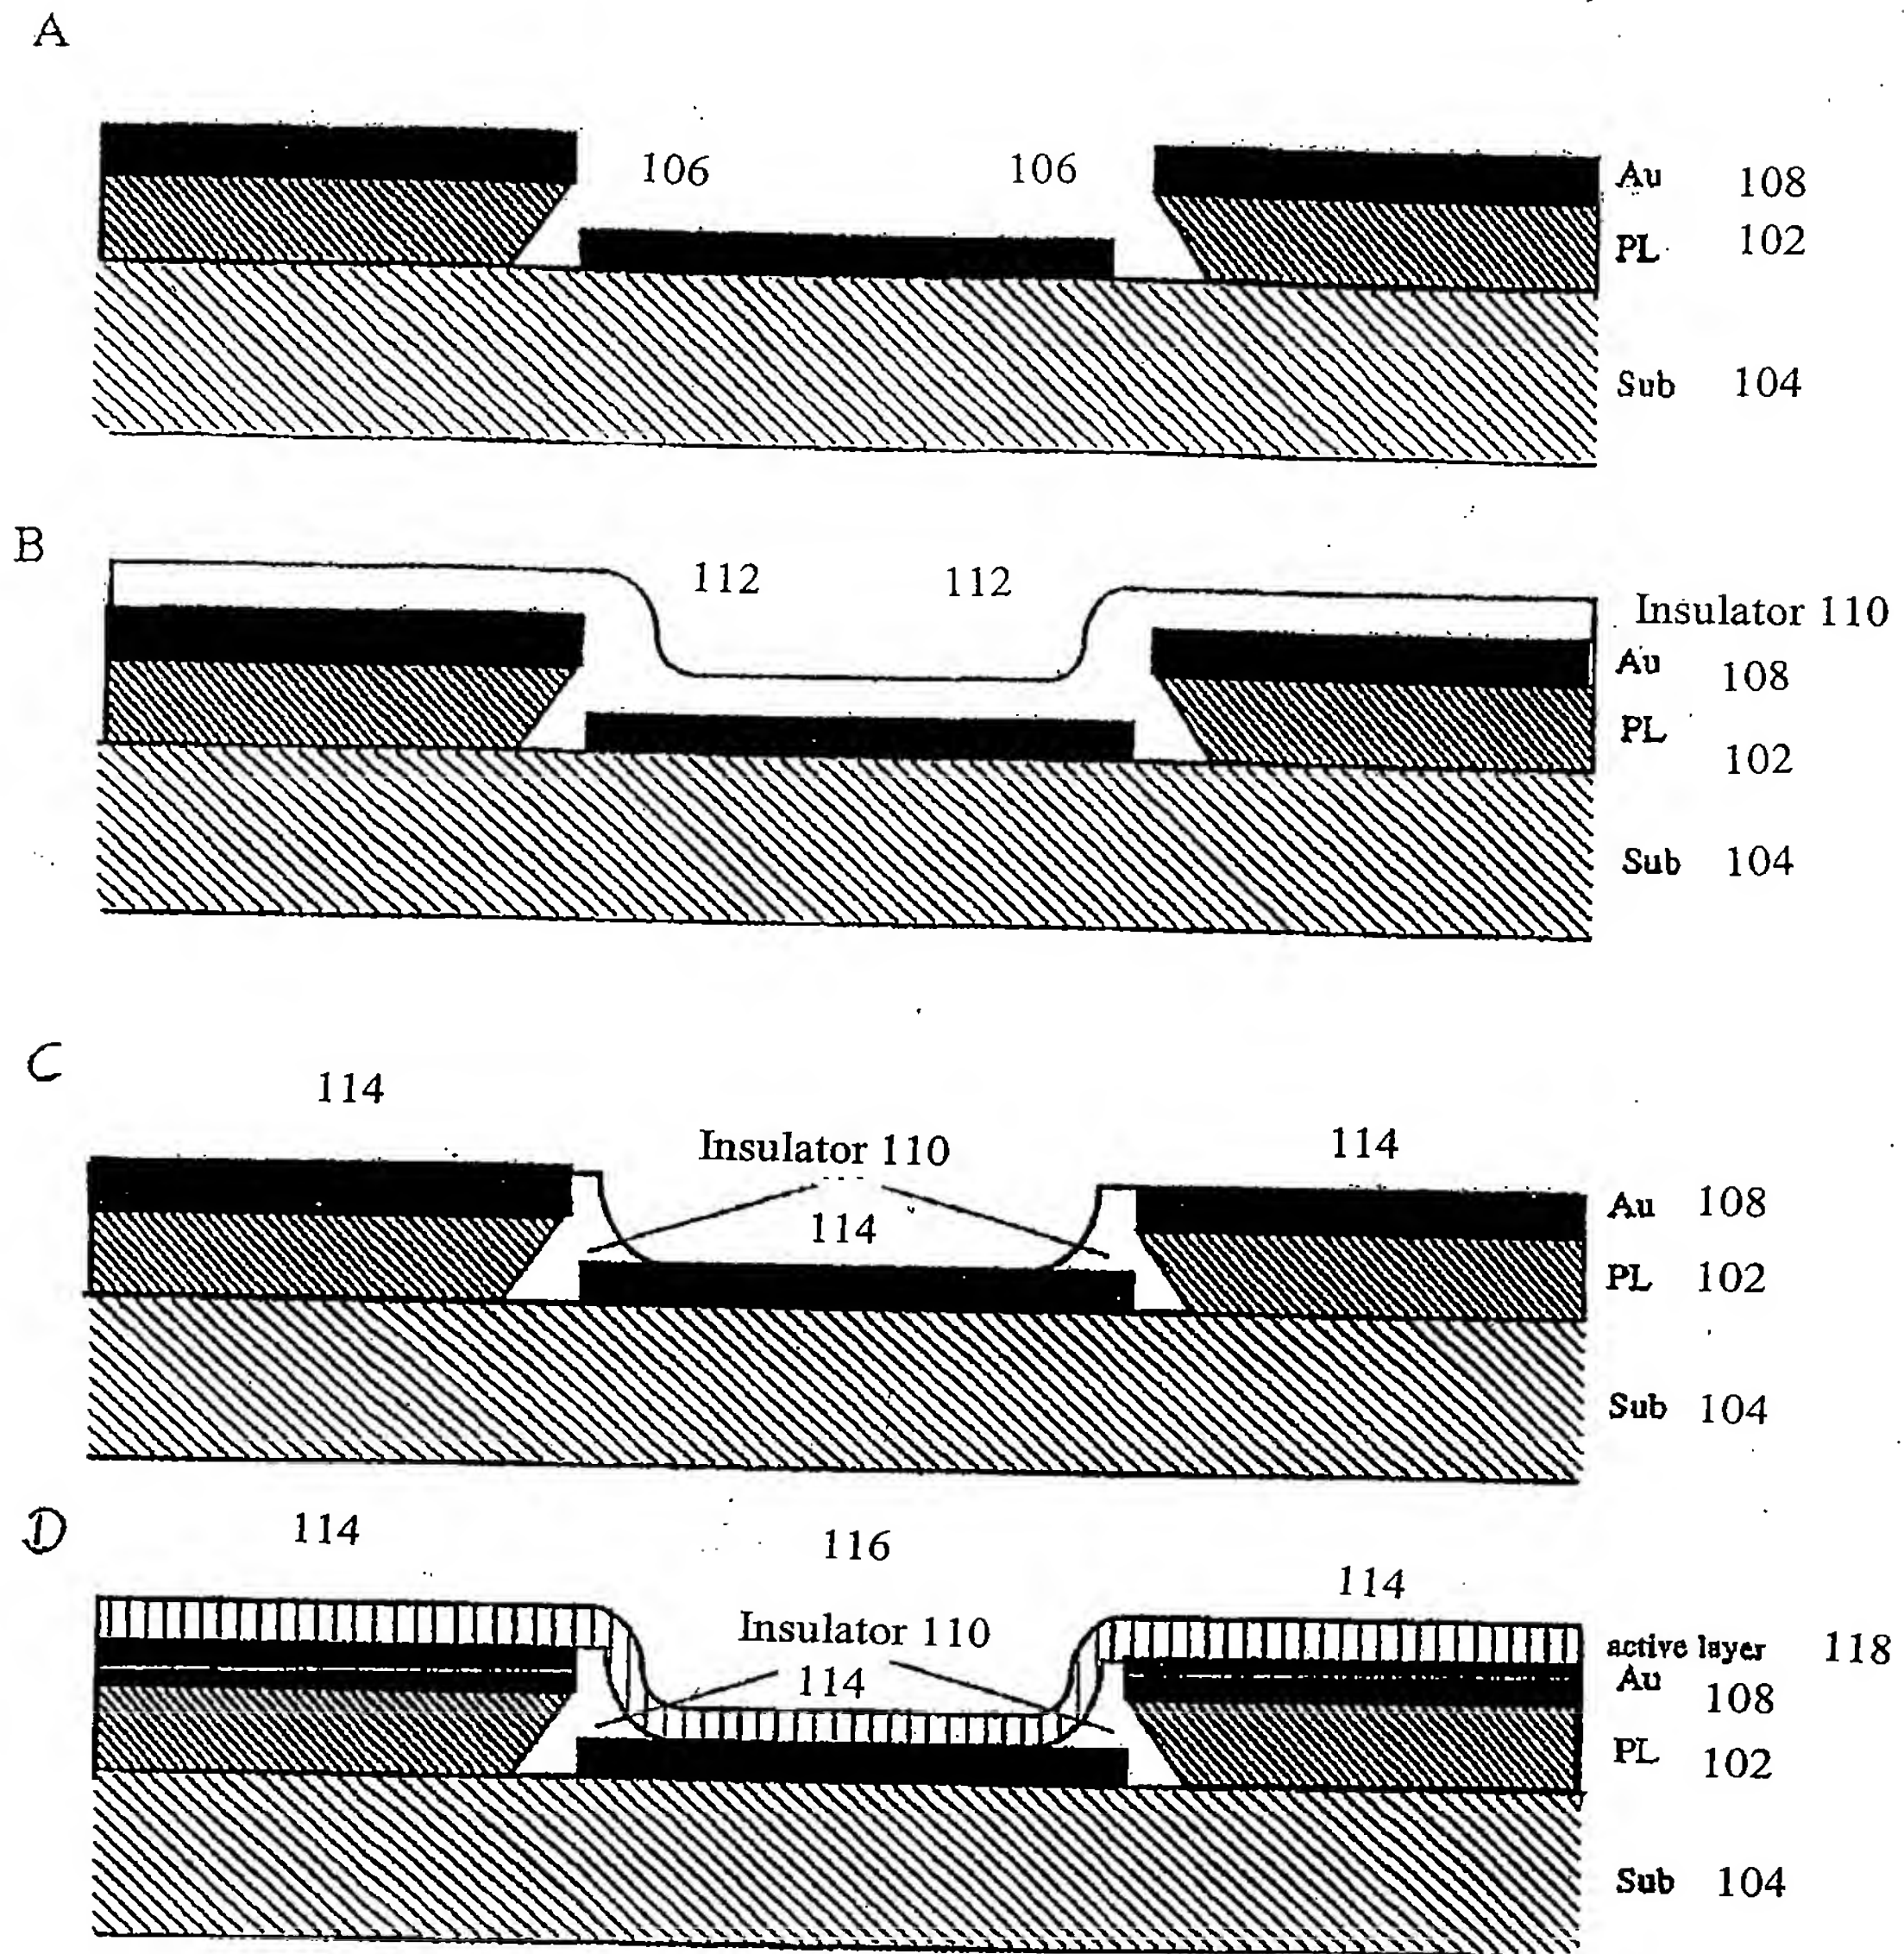 A
106 106
Au 108
PL 102
Sub 104
B
112 112
Insulator 110
Au 108
PL 102
Sub 104
C
114
Insulator 110
114
114
Au 108
PL 102
Sub 104
D
114 116
114
Insulator 110
114
active layer 118
Au 108
PL 102
Sub 104